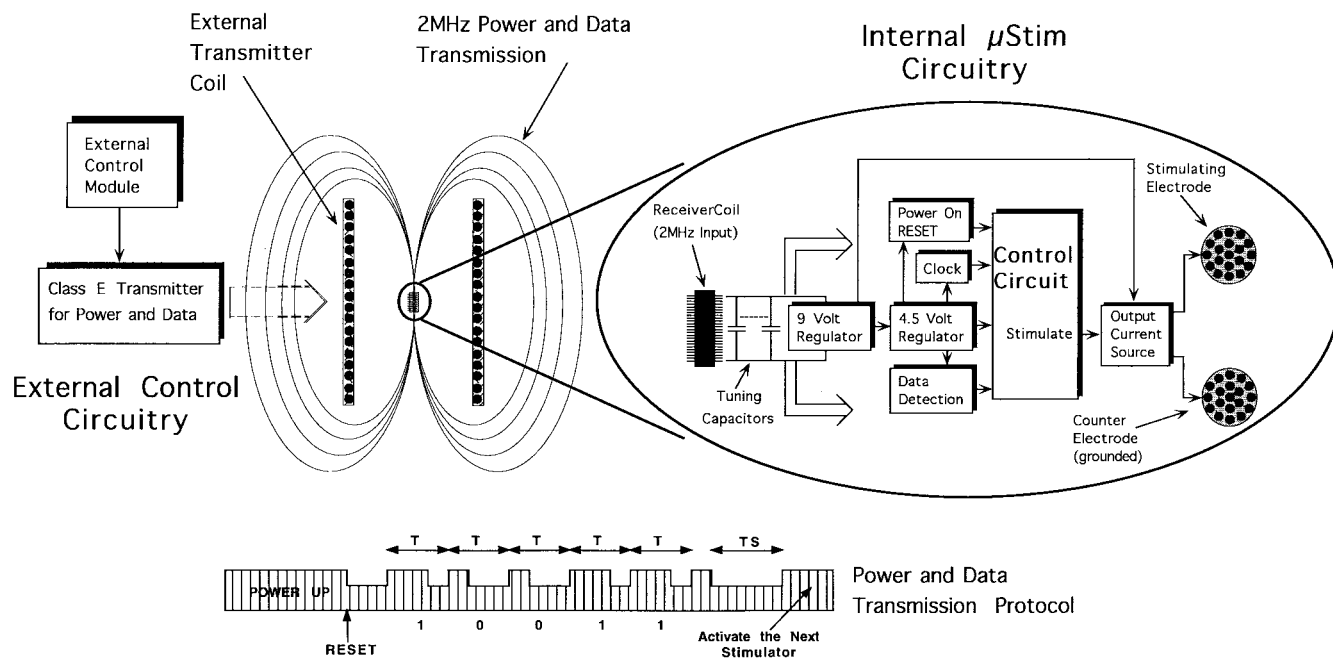 External
Transmitter
Coil
2MHz Power and Data
Transmission
Internal µStim
Circuitry
External
Control
Module
Class E Transmitter
for Power and Data
External Control
Circuitry
ReceiverCoil
(2MHz Input)
Tuning
Capacitors
9 Volt
Regulator
Power On
RESET
Clock
4.5 Volt
Regulator
Data
Detection
Control
Circuit
Stimulate
Output
Current
Source
Stimulating
Electrode
Counter
Electrode
(grounded)
T T T T T TS
POWER UP
1 0 0 1 1
RESET
Activate the Next
Stimulator
Power and Data
Transmission Protocol